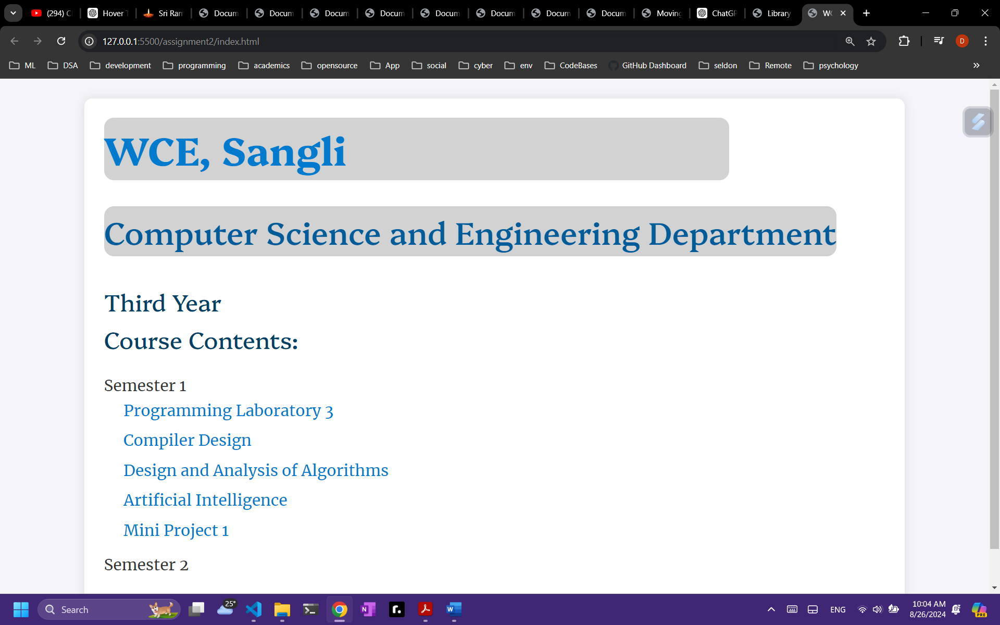 (294) C
Hover T
Sri Ran
Docum
Docum
Docum
Docum
Docum
Docum
Docum
Docum
Moving
ChatGP
Library
WC
127.0.0.1:5500/assignment2/index.html
D
ML
DSA
development
programming
academics
opensource
App
social
cyber
env
CodeBases
GitHub Dashboard
seldon
Remote
psychology
WCE, Sangli
Computer Science and Engineering Department
Third Year
Course Contents:
Semester 1
Programming Laboratory 3
Compiler Design
Design and Analysis of Algorithms
Artificial Intelligence
Mini Project 1
Semester 2
Search
25°
ENG
10:04 AM
8/26/2024
PRE